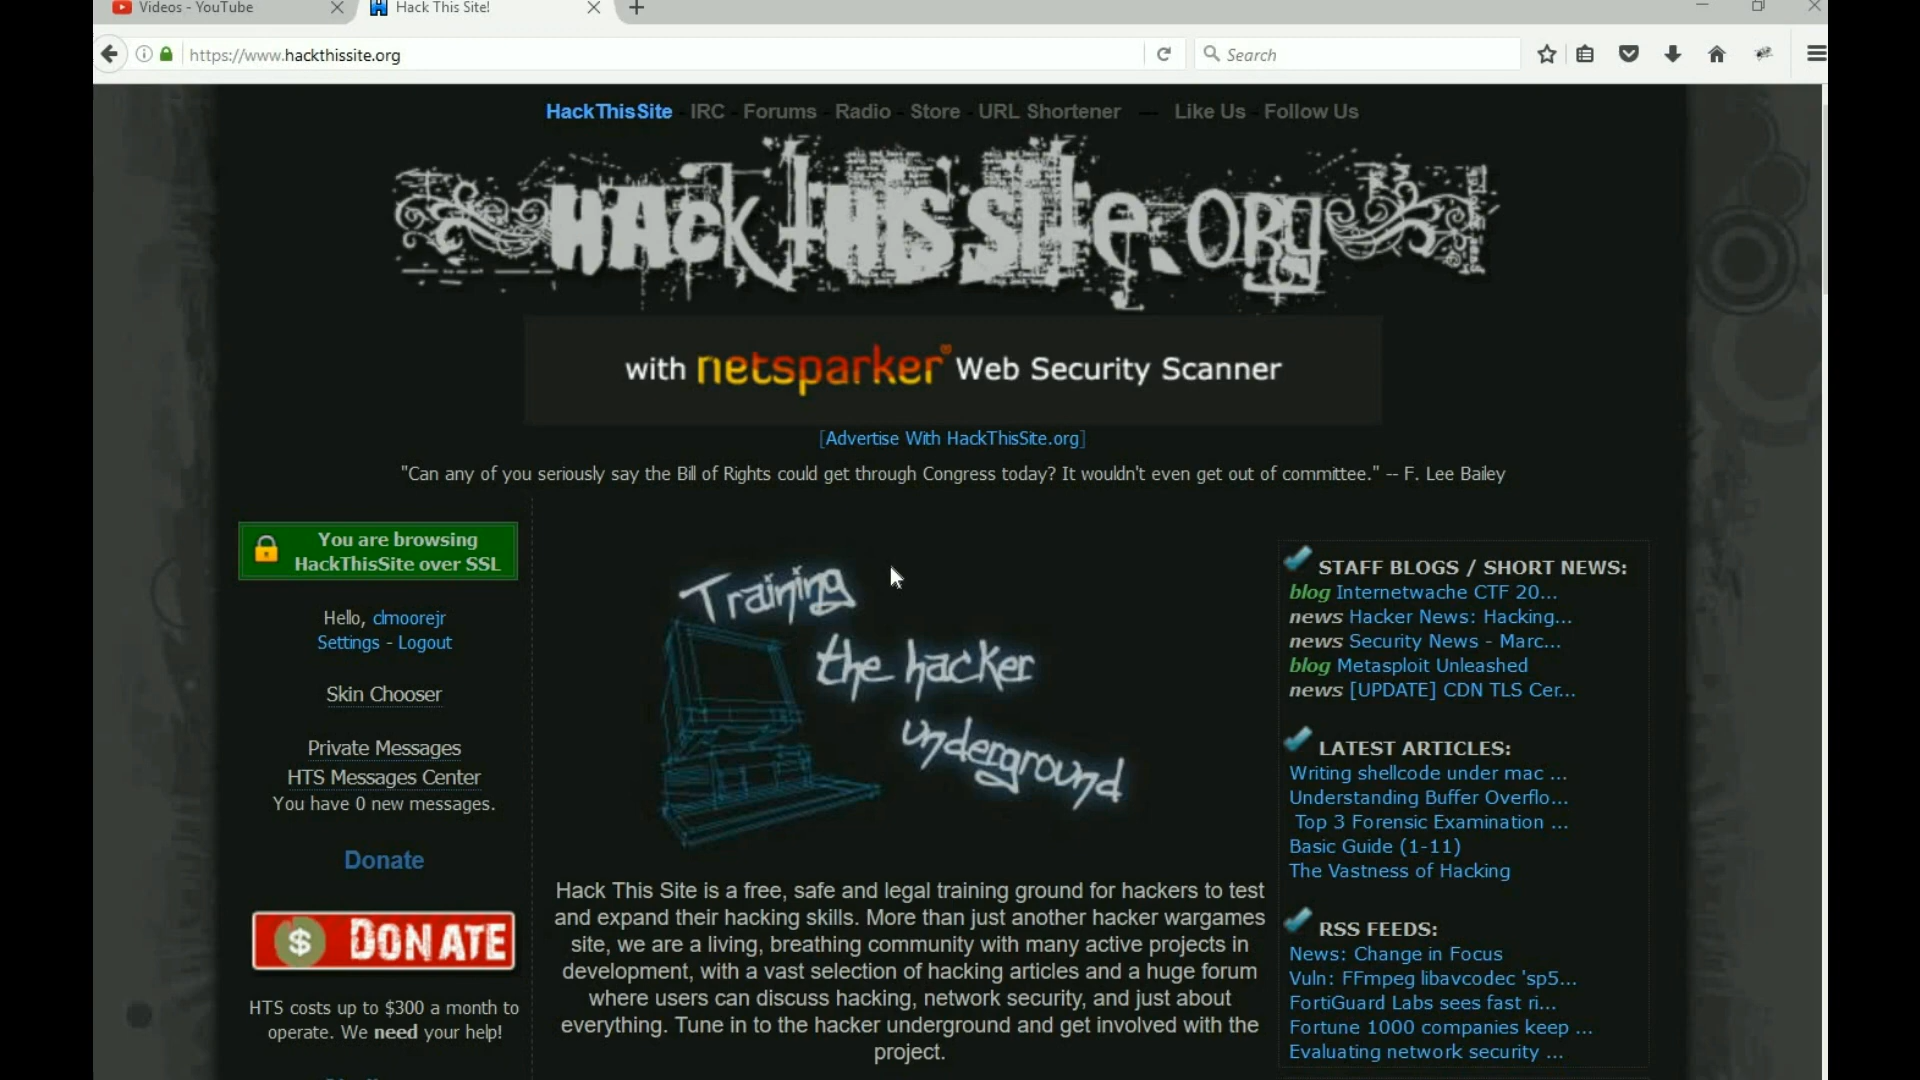 Videos - YouTube
Hack This Site!
https://www.hackthissite.org
Search
HackThisSite - IRC - Forums - Radio - Store - URL Shortener — Like Us - Follow Us
HACK THIS SITE.ORG
with netsparker® Web Security Scanner
[Advertise With HackThisSite.org]
"Can any of you seriously say the Bill of Rights could get through Congress today? It wouldn't even get out of committee." -- F. Lee Bailey
You are browsing
HackThisSite over SSL
Hello, clmoorejr
Settings - Logout
Skin Chooser
Private Messages
HTS Messages Center
You have 0 new messages.
Donate
$ DONATE
HTS costs up to $300 a month to
operate. We need your help!
Training
the hacker
underground
Hack This Site is a free, safe and legal training ground for hackers to test
and expand their hacking skills. More than just another hacker wargames
site, we are a living, breathing community with many active projects in
development, with a vast selection of hacking articles and a huge forum
where users can discuss hacking, network security, and just about
everything. Tune in to the hacker underground and get involved with the
project.
STAFF BLOGS / SHORT NEWS:
blog Internetwache CTF 20...
news Hacker News: Hacking...
news Security News - Marc...
blog Metasploit Unleashed
news [UPDATE] CDN TLS Cer...
LATEST ARTICLES:
Writing shellcode under mac ...
Understanding Buffer Overflo...
Top 3 Forensic Examination ...
Basic Guide (1-11)
The Vastness of Hacking
RSS FEEDS:
News: Change in Focus
Vuln: FFmpeg libavcodec 'sp5...
FortiGuard Labs sees fast ri...
Fortune 1000 companies keep ...
Evaluating network security ...